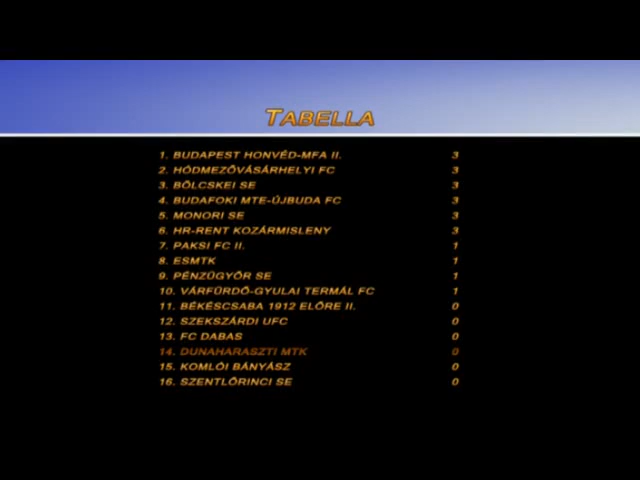 TABELLA
1. BUDAPEST HONVÉD-MFA II. 3
2. HÓDMEZŐVÁSÁRHELYI FC 3
3. BÖLCSKEI SE 3
4. BUDAFOKI MTE-ÚJBUDA FC 3
5. MONORI SE 3
6. HR-RENT KOZÁRMISLENY 3
7. PAKSI FC II. 1
8. ESMTK 1
9. PÉNZÜGYŐR SE 1
10. VÁRFÜRDŐ-GYULAI TERMÁL FC 1
11. BÉKÉSCSABA 1912 ELŐRE II. 0
12. SZEKSZÁRDI UFC 0
13. FC DABAS 0
14. DUNAHARASZTI MTK 0
15. KOMLÓI BÁNYÁSZ 0
16. SZENTLŐRINCI SE 0